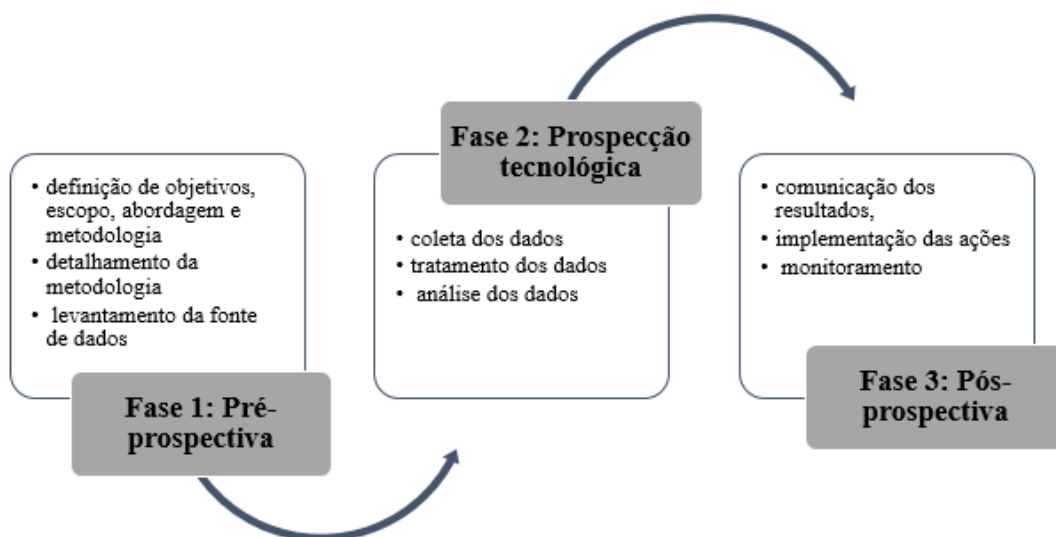 • definição de objetivos,
escopo, abordagem e
metodologia
• detalhamento da
metodologia
• levantamento da fonte
de dados
Fase 1: Pré-
prospectiva
Fase 2: Prospecção
tecnológica
• coleta dos dados
• tratamento dos dados
• análise dos dados
• comunicação dos
resultados,
• implementação das ações
• monitoramento
Fase 3: Pós-
prospectiva